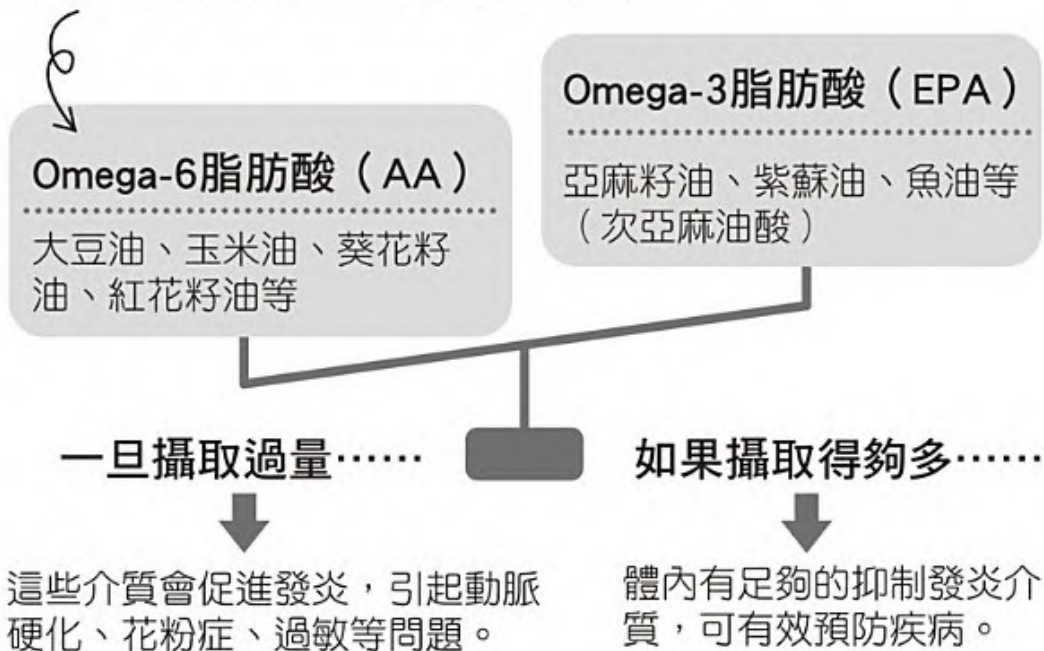 Omega-3脂肪酸（EPA）
亞麻籽油、紫蘇油、魚油等
（次亞麻油酸）
Omega-6脂肪酸（AA）
大豆油、玉米油、葵花籽
油、紅花籽油等
一旦攝取過量……
如果攝取得夠多……
這些介質會促進發炎，引起動脈
硬化、花粉症、過敏等問題。
體內有足夠的抑制發炎介
質，可有效預防疾病。